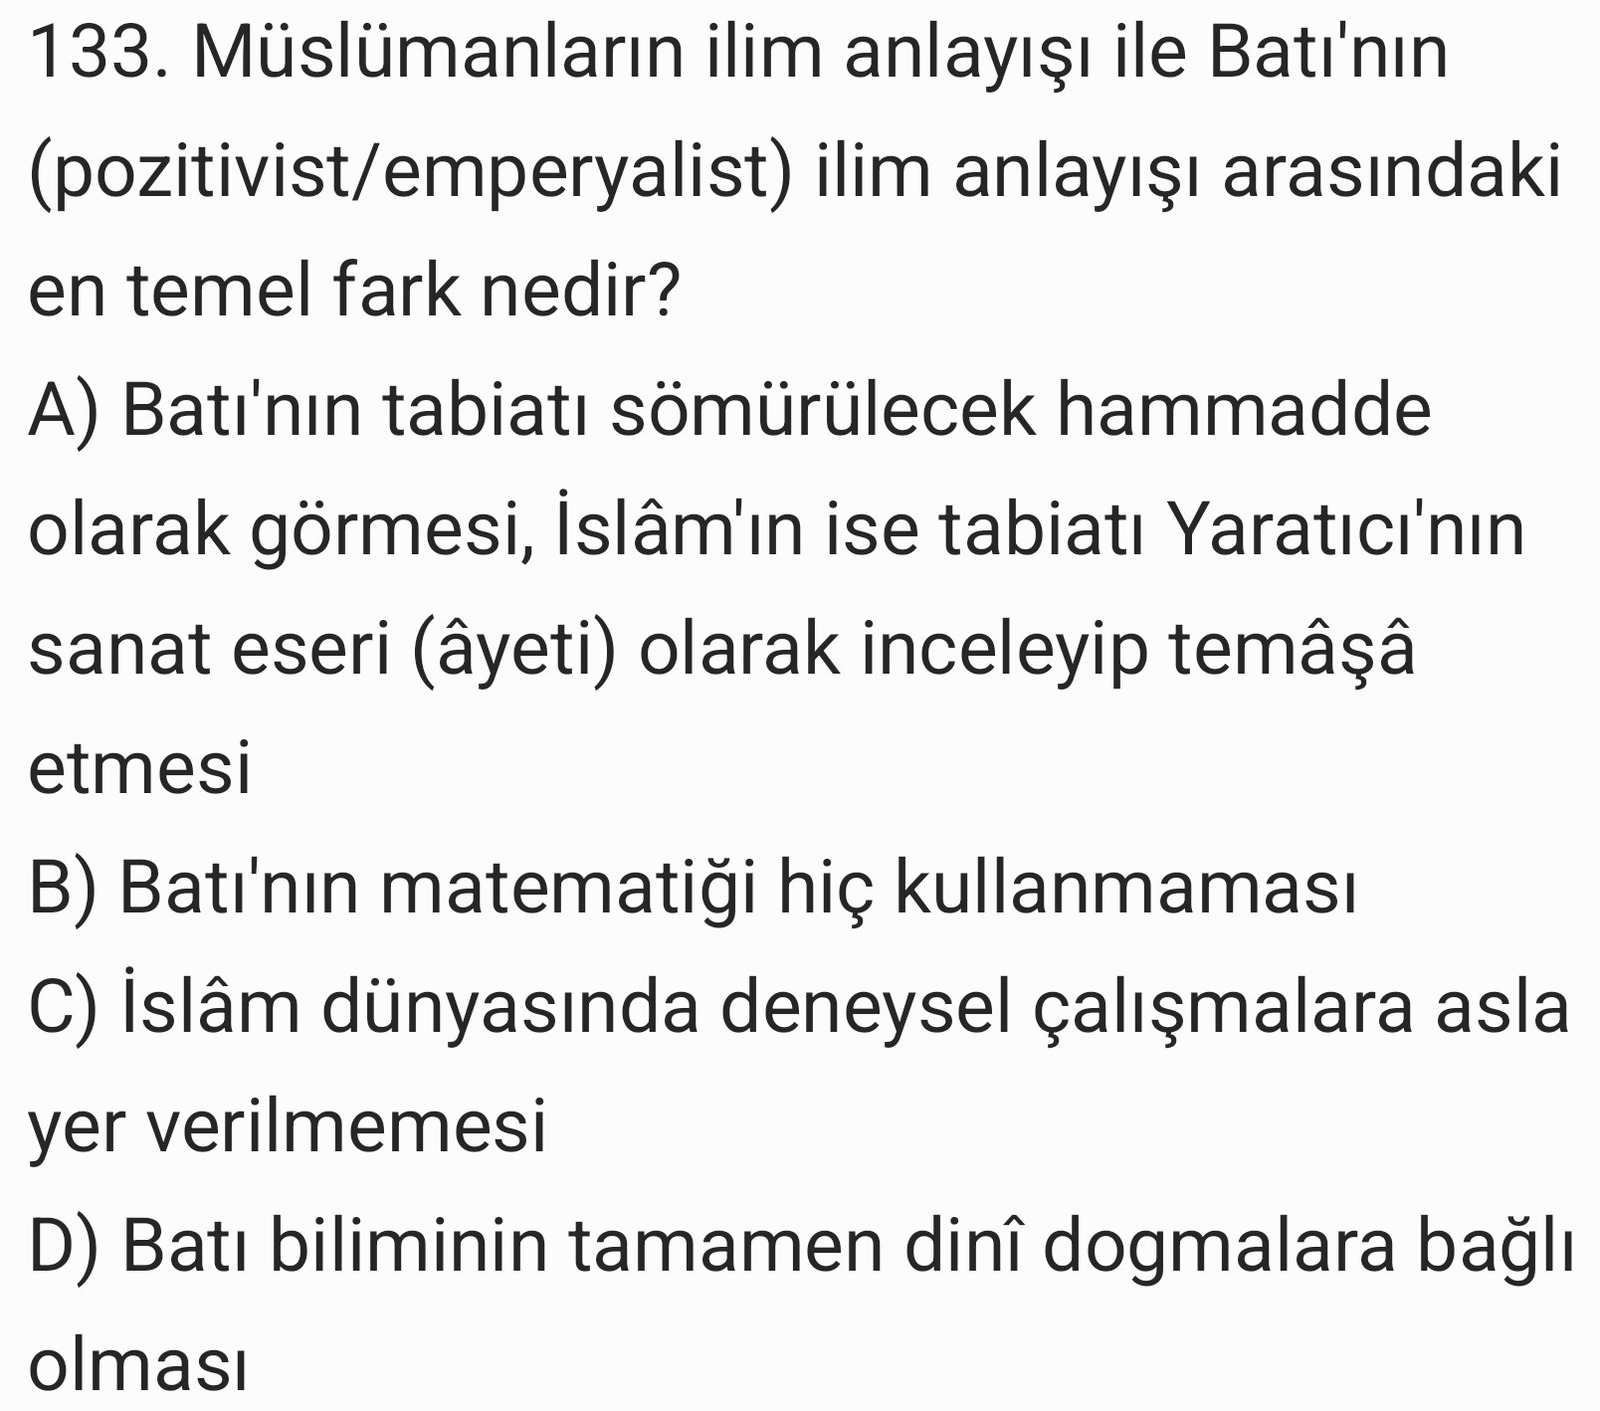 133. Müslümanların ilim anlayışı ile Batı'nın
(pozitivist/emperyalist) ilim anlayışı arasındaki
en temel fark nedir?
A) Batı'nın tabiatı sömürülecek hammadde
olarak görmesi, İslâm'ın ise tabiatı Yaratıcı'nın
sanat eseri (âyeti) olarak inceleyip temâşâ
etmesi
B) Batı'nın matematiği hiç kullanmaması
C) İslâm dünyasında deneysel çalışmalara asla
yer verilmemesi
D) Batı biliminin tamamen dinî dogmalara bağlı
olması